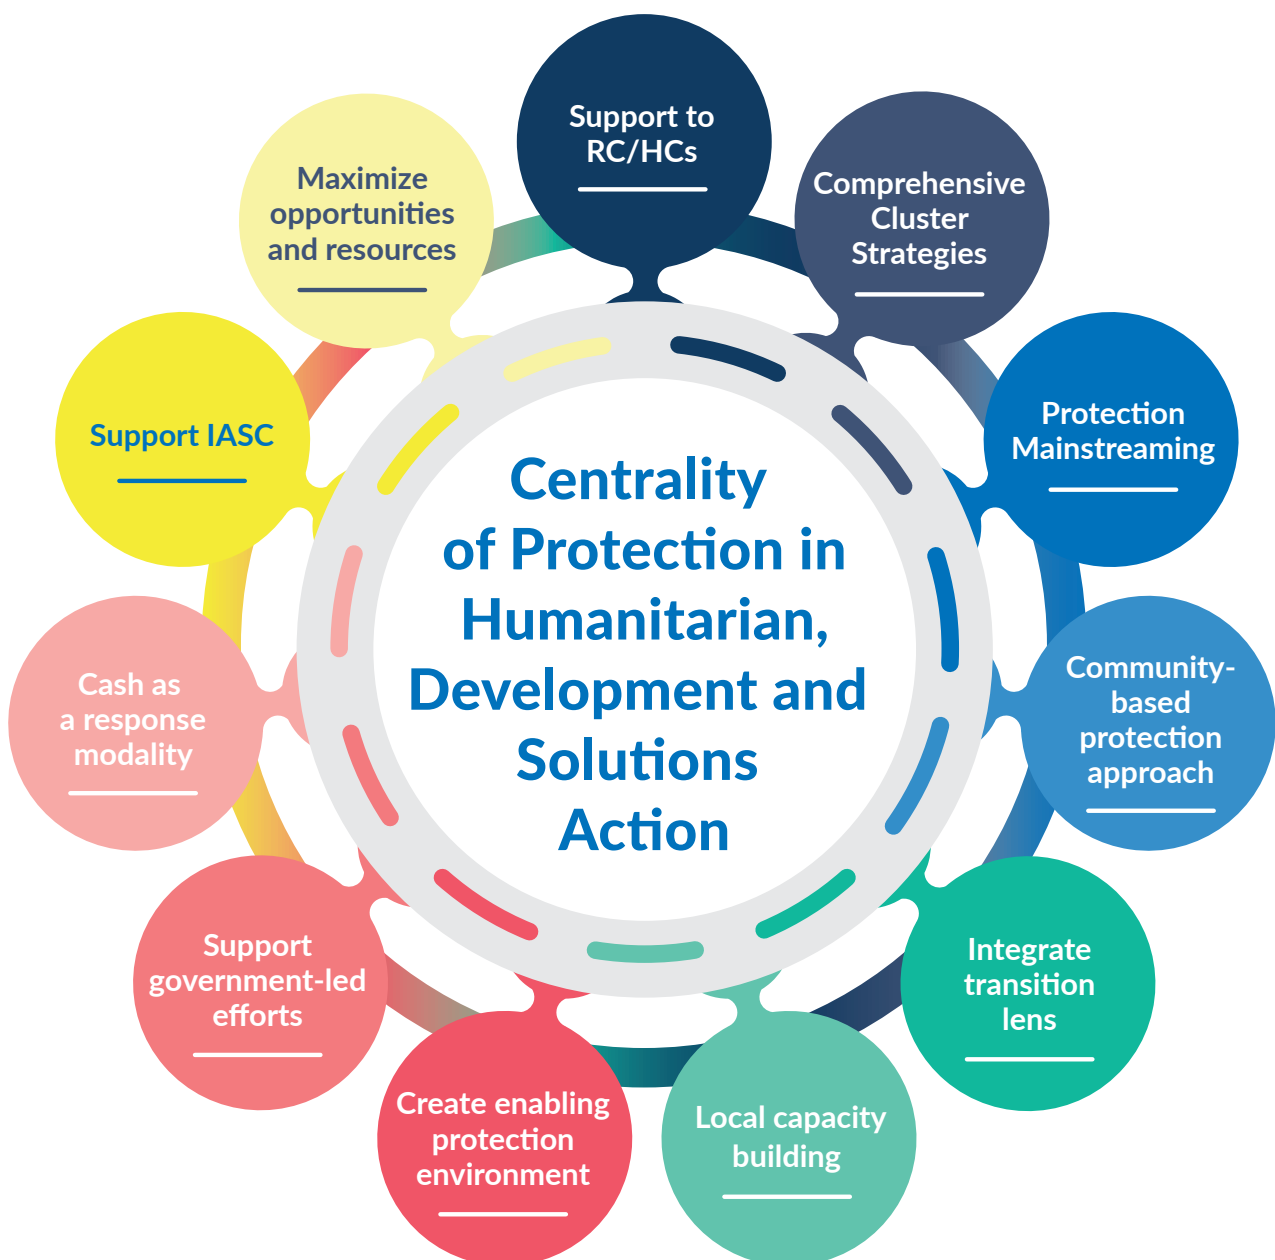 Support to
RC/HCs
Comprehensive
Cluster
Strategies
Protection
Mainstreaming
Community-
based
protection
approach
Integrate
transition
lens
Local capacity
building
Create enabling
protection
environment
Support
government-led
efforts
Cash as
a response
modality
Support IASC
Maximize
opportunities
and resources
Centrality
of Protection in
Humanitarian,
Development and
Solutions
Action